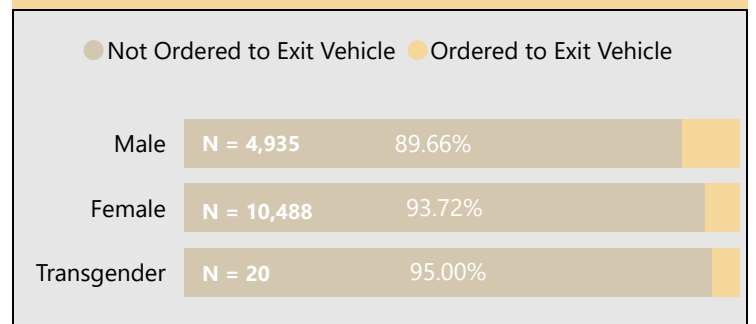 Not Ordered to Exit Vehicle Ordered to Exit Vehicle
Male N = 4,935 89.66%
Female N = 10,488 93.72%
Transgender N = 20 95.00%